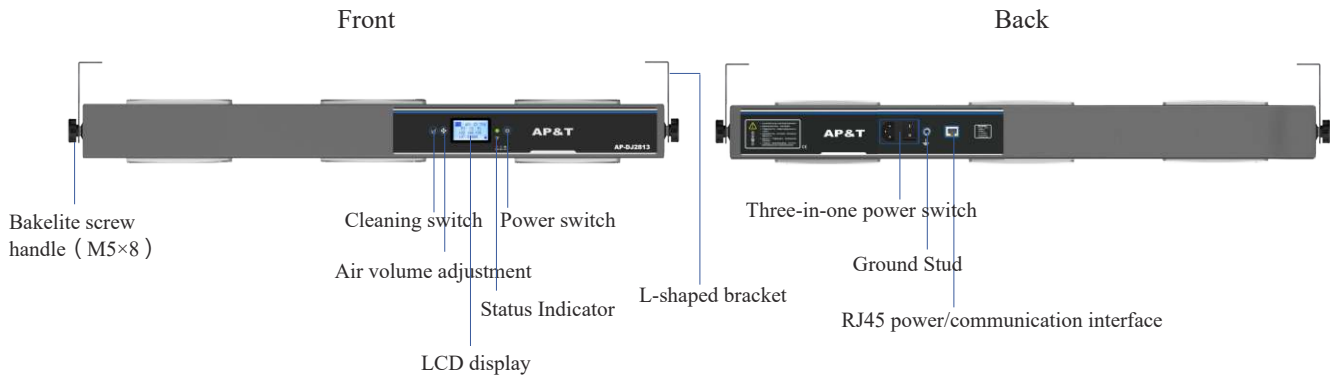 Front
Back
AP&T
AP-DJ2813
AP&T
Bakelite screw
handle（M5×8）
Cleaning switch
Power switch
Air volume adjustment
Status Indicator
LCD display
L-shaped bracket
Three-in-one power switch
Ground Stud
RJ45 power/communication interface